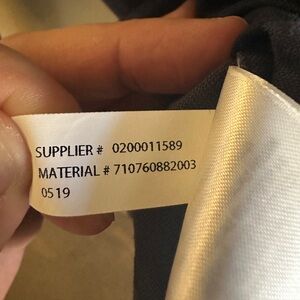 SUPPLIER # 0200011589
MATERIAL # 710760882003
0519